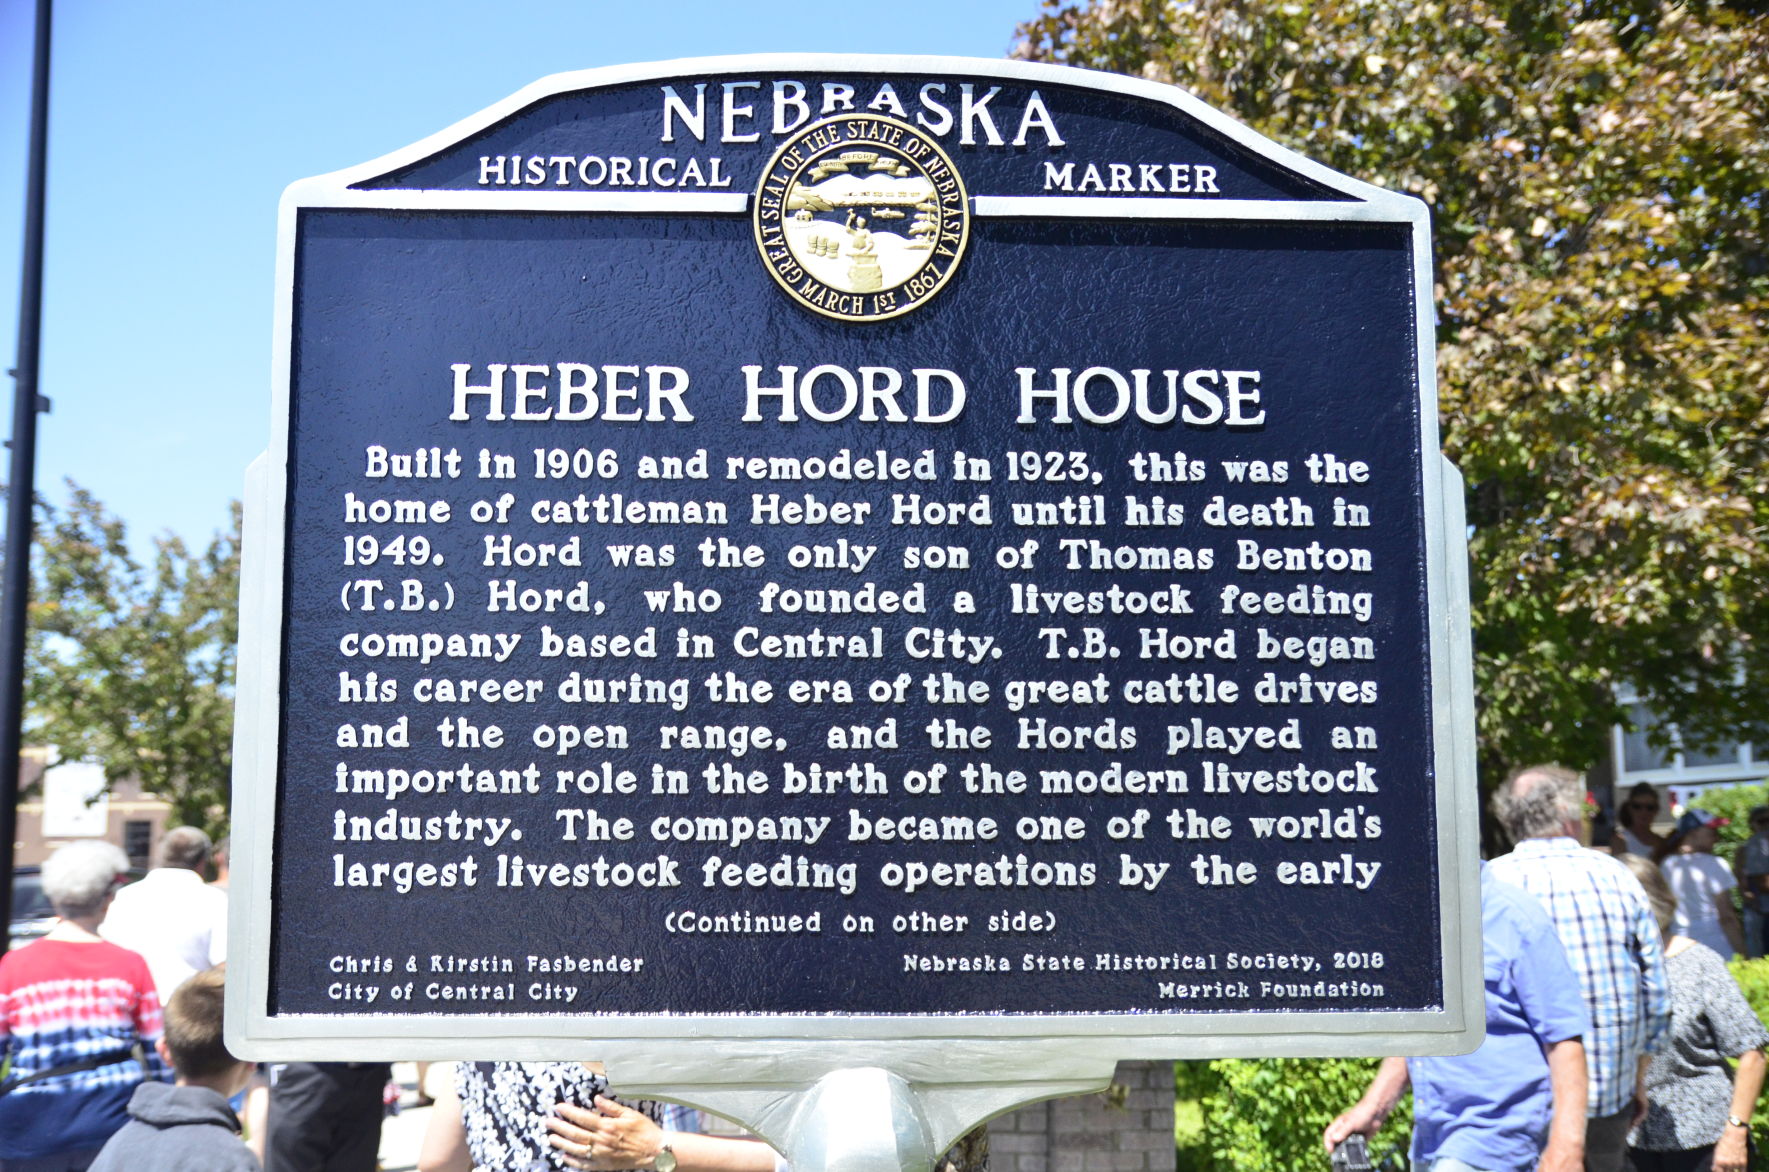 NEBRASKA
HISTORICAL MARKER
GREAT SEAL OF THE STATE OF NEBRASKA
MARCH 1ST 1867
HEBER HORD HOUSE
Built in 1906 and remodeled in 1923, this was the
home of cattleman Heber Hord until his death in
1949. Hord was the only son of Thomas Benton
(T.B.) Hord, who founded a livestock feeding
company based in Central City. T.B. Hord began
his career during the era of the great cattle drives
and the open range, and the Hords played an
important role in the birth of the modern livestock
industry. The company became one of the world's
largest livestock feeding operations by the early
(Continued on other side)
Chris & Kirstin Fasbender Nebraska State Historical Society, 2018
City of Central City Merrick Foundation